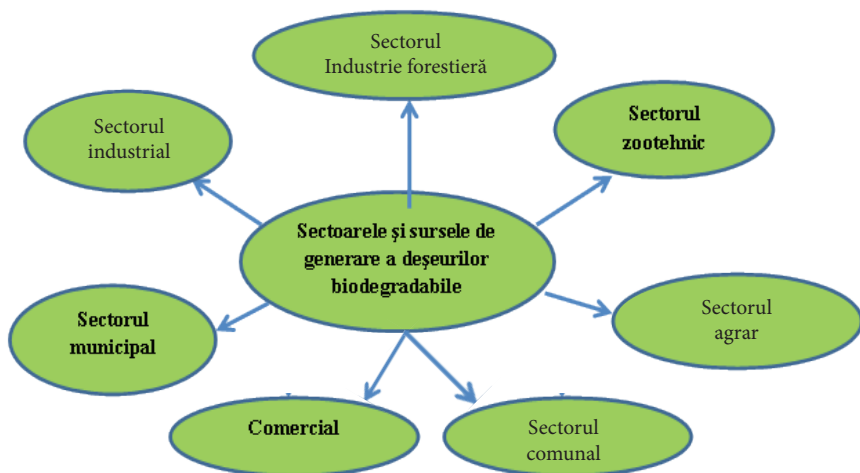 Sectorul
Industrie forestieră
Sectorul
zootehnic
Sectorul
industrial
Sectoarele și sursele de
generare a deșeurilor
biodegradabile
Sectorul
agrar
Sectorul
municipal
Comercial
Sectorul
comunal